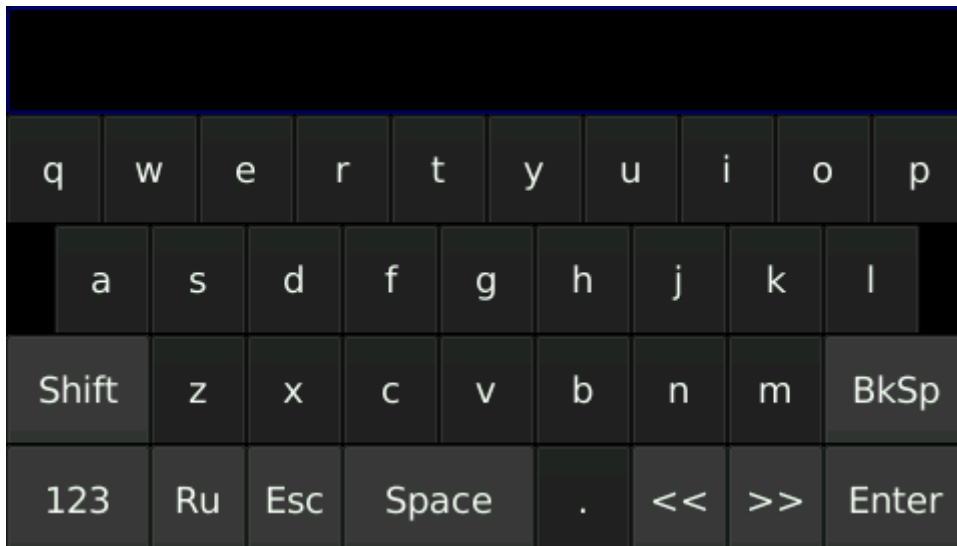 q w e r t y u i o p
a s d f g h j k l
Shift z x c v b n m BkSp
123 Ru Esc Space . << >> Enter